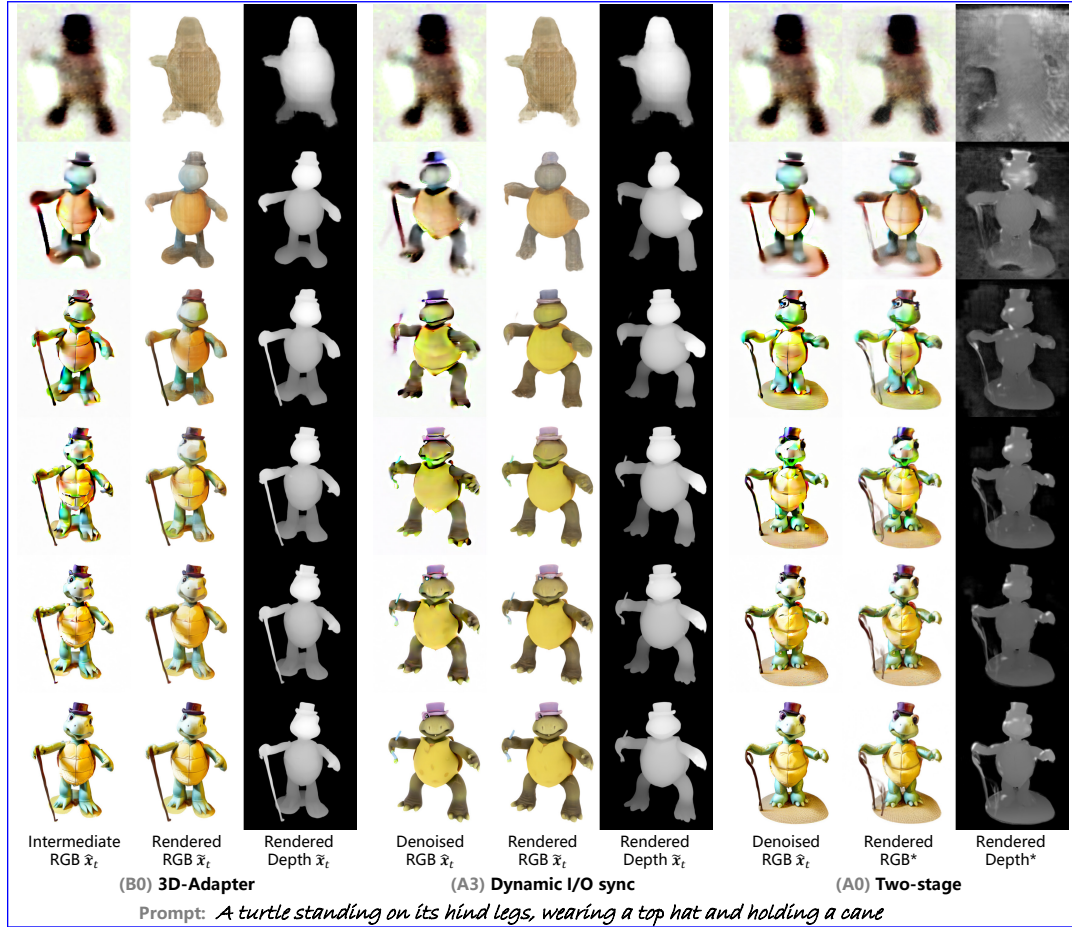 Intermediate RGB x̂ₜ
Rendered RGB x̃ₜ
Rendered Depth x̃ₜ
Denoised RGB x̂ₜ
Rendered RGB x̃ₜ
Rendered Depth x̃ₜ
Denoised RGB x̂ₜ
Rendered RGB*
Rendered Depth*
(B0) 3D-Adapter
(A3) Dynamic I/O sync
(A0) Two-stage
Prompt: A turtle standing on its hind legs, wearing a top hat and holding a cane